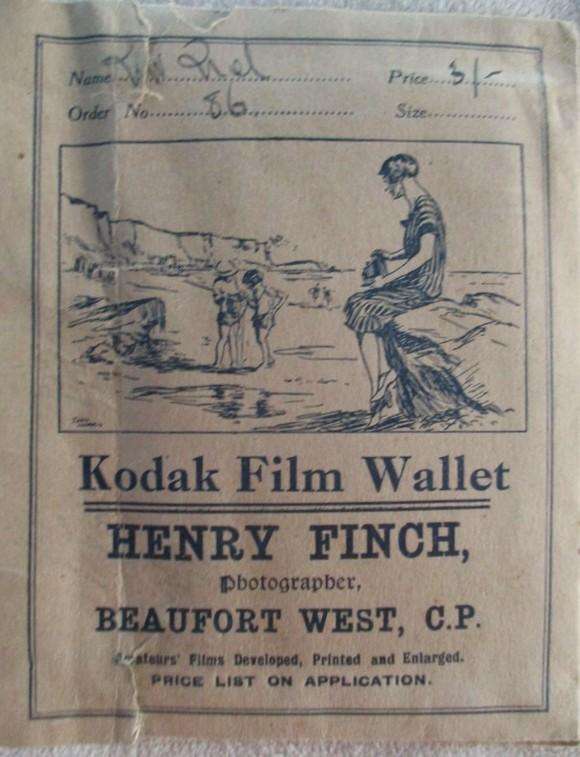 Name Price 3/-
Order No 86 Size
Kodak Film Wallet
HENRY FINCH,
Photographer,
BEAUFORT WEST, C.P.
Amateurs' Films Developed, Printed and Enlarged.
PRICE LIST ON APPLICATION.